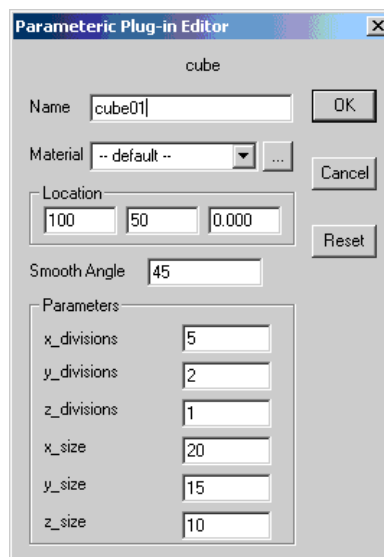 Parameteric Plug-in Editor
cube
Name cube01 OK
Material -- default -- ...
Cancel
Location
100 50 0.000
Reset
Smooth Angle 45
Parameters
x_divisions 5
y_divisions 2
z_divisions 1
x_size 20
y_size 15
z_size 10